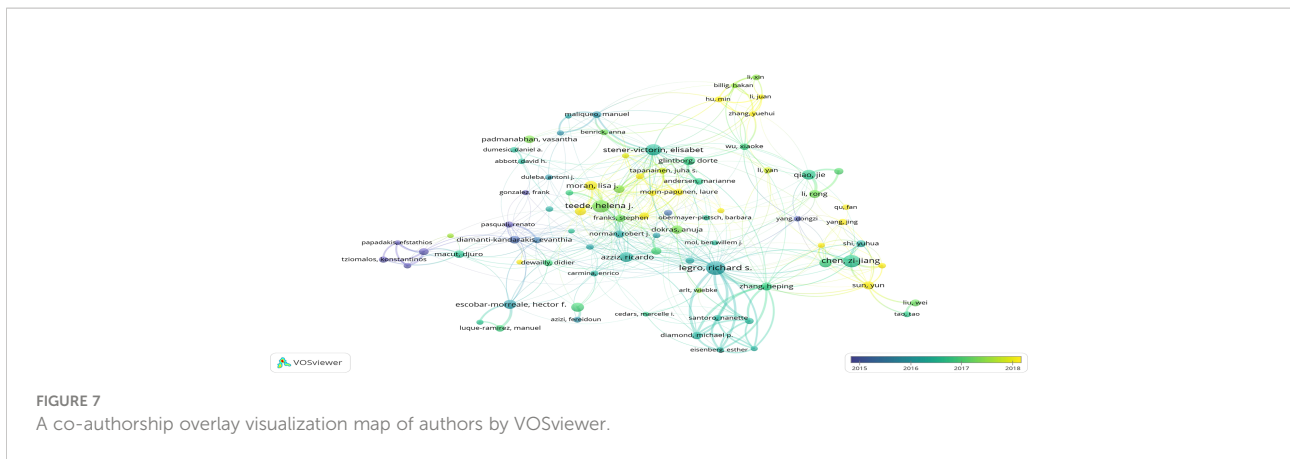 li, xin
billig, hakan
hu, min
li, juan
maliqueo, manuel
zhang, yuehui
benrick, anna
padmanabhan, vasantha
wu, xiaoke
dumesic, daniel a.
stener-victorin, elisabet
abbott, david h.
glintborg, dorte
tapanainen, juha s.
li, yan
qiao, jie
duleba, antoni j.
andersen, marianne
moran, lisa j.
gonzalez, frank
morin-papunen, laure
li, rong
teede, helena j.
qu, fan
franks, stephen
obermayer-pietsch, barbara
yang, dongzi
yang, jing
pasquali, renato
dokras, anuja
norman, robert j.
papadakis, efstathios
diamanti-kandarakis, evanthia
mol, ben willem j.
shi, yuhua
macut, djuro
tziomalos, konstantinos
azziz, ricardo
dewailly, didier
chen, zi-jiang
legro, richard s.
carmina, enrico
sun, yun
arlt, wiebke
zhang, heping
escobar-morreale, hector f.
liu, wei
azizi, fereidoun
cedars, marcelle i.
santoro, nanette
tao, tao
luque-ramirez, manuel
diamond, michael p.
eisenberg, esther
VOSviewer
2015 2016 2017 2018
FIGURE 7
A co-authorship overlay visualization map of authors by VOSviewer.